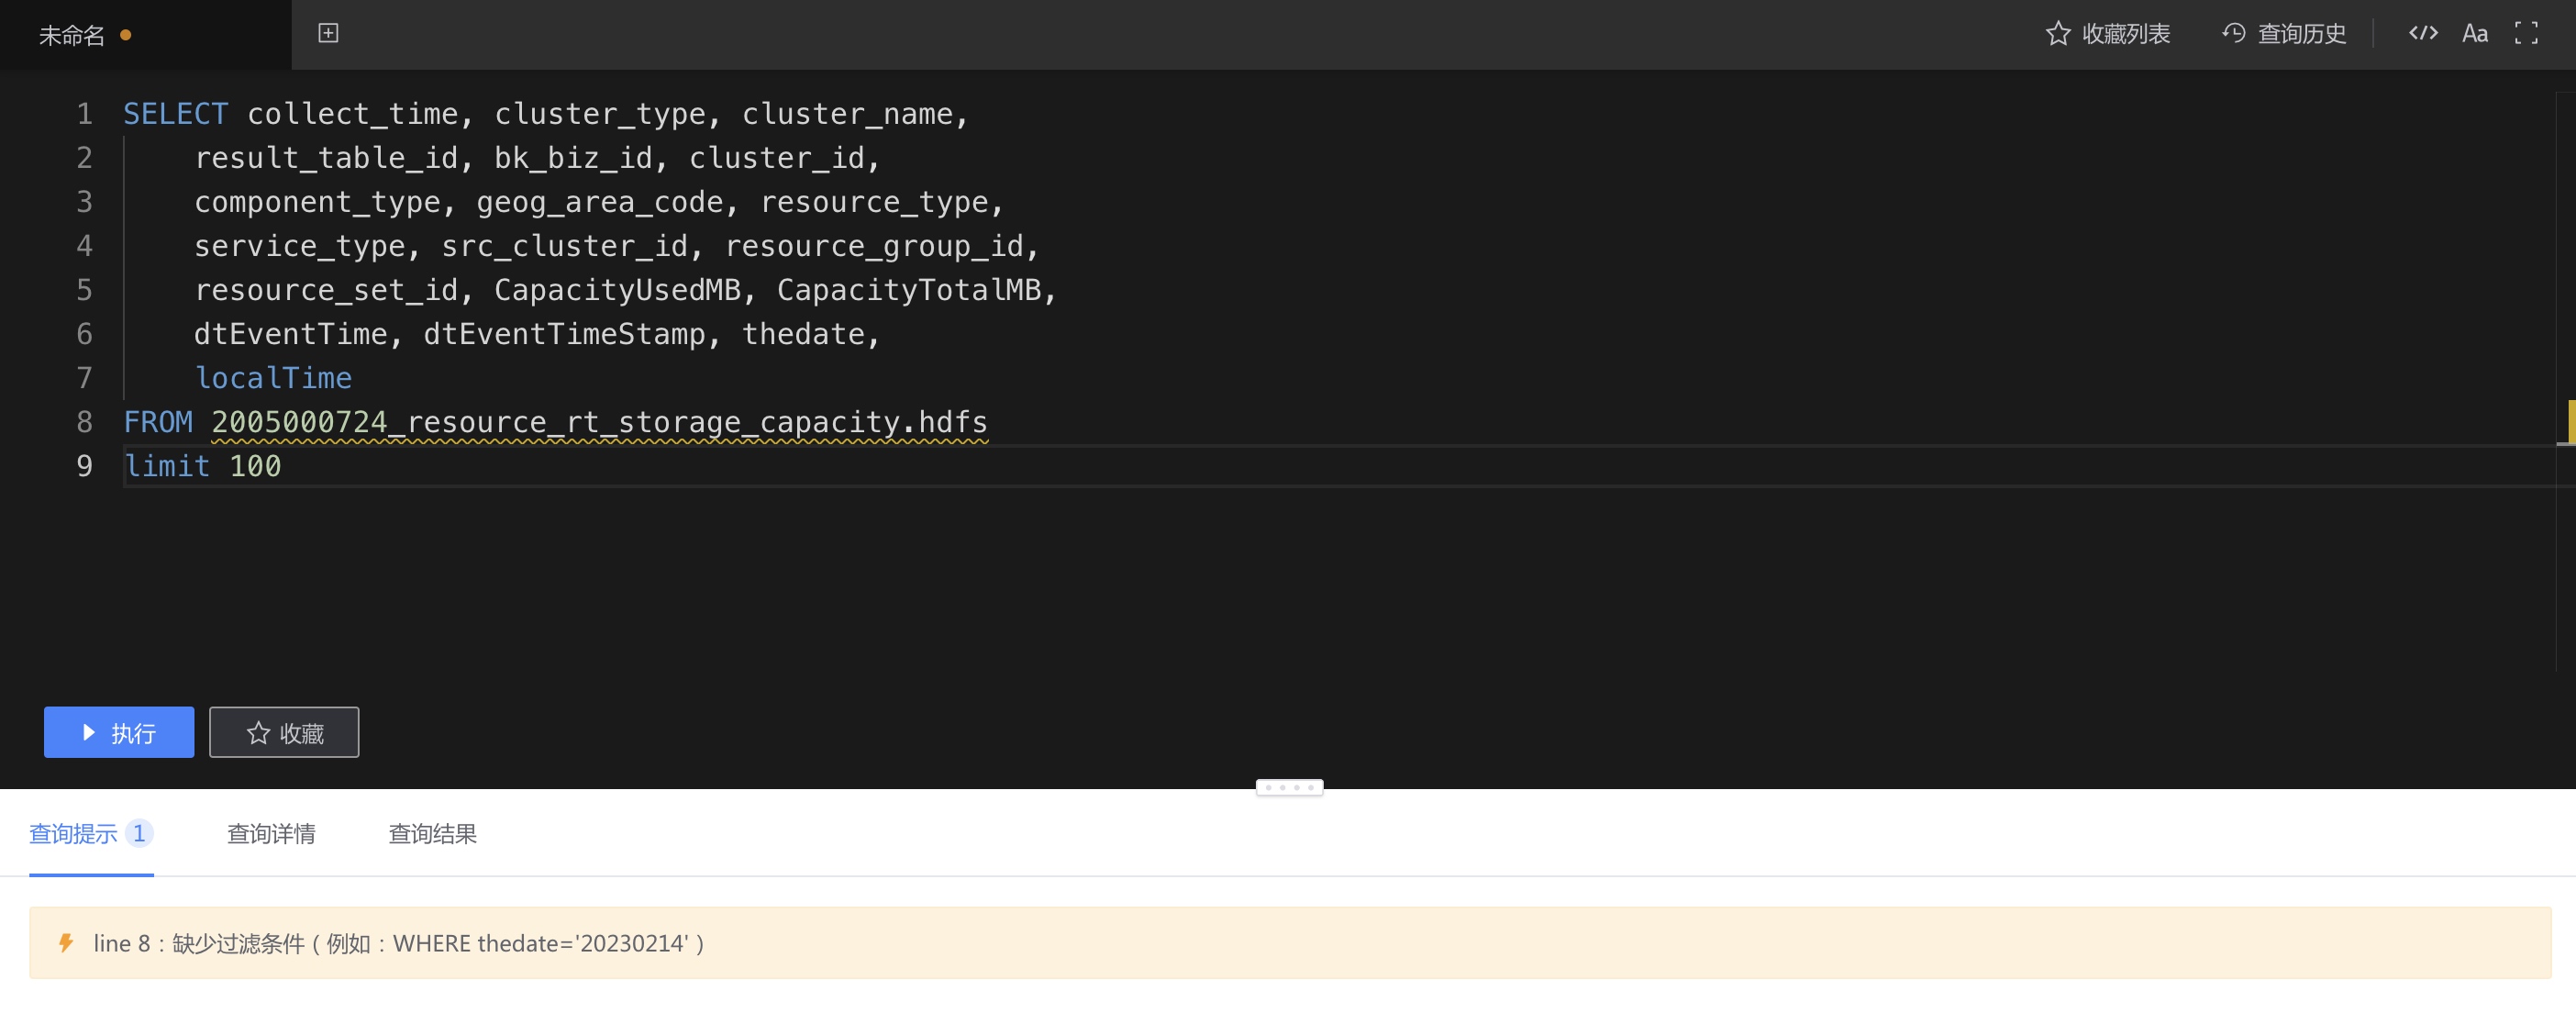 未命名
收藏列表 查询历史 </> Aa
1 SELECT collect_time, cluster_type, cluster_name,
2     result_table_id, bk_biz_id, cluster_id,
3     component_type, geog_area_code, resource_type,
4     service_type, src_cluster_id, resource_group_id,
5     resource_set_id, CapacityUsedMB, CapacityTotalMB,
6     dtEventTime, dtEventTimeStamp, thedate,
7     localTime
8 FROM 2005000724_resource_rt_storage_capacity.hdfs
9 limit 100
执行 收藏
查询提示 1 查询详情 查询结果
line 8：缺少过滤条件（例如：WHERE thedate='20230214'）